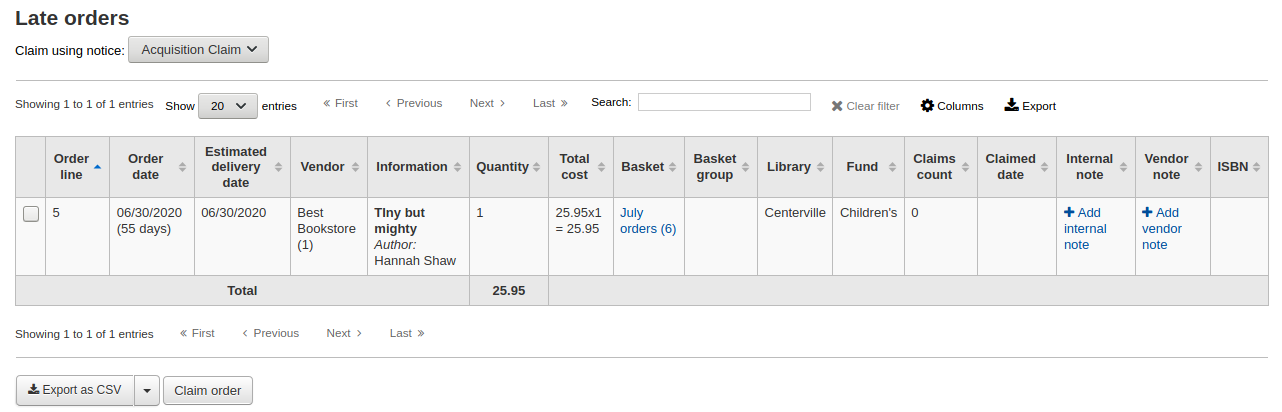 Late orders
Claim using notice: Acquisition Claim
Showing 1 to 1 of 1 entries Show 20 entries First Previous Next Last Search: Clear filter Columns Export
Order line Order date Estimated delivery date Vendor Information Quantity Total cost Basket Basket group Library Fund Claims count Claimed date Internal note Vendor note ISBN
5 06/30/2020 (55 days) 06/30/2020 Best Bookstore (1) TIny but mighty Author: Hannah Shaw 1 25.95x1 = 25.95 July orders (6) Centerville Children's 0 Add internal note Add vendor note
Total 25.95
Showing 1 to 1 of 1 entries First Previous Next Last
Export as CSV Claim order